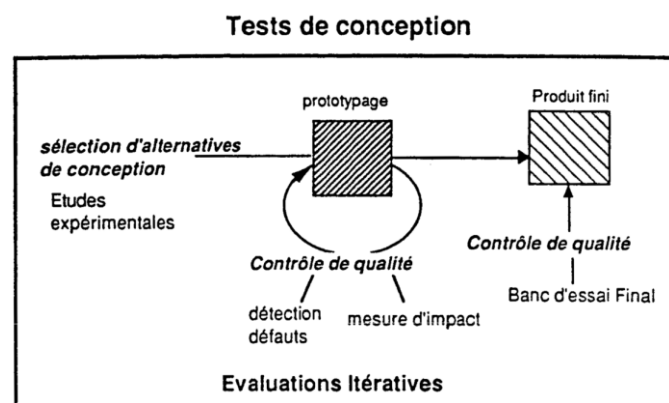 Tests de conception
prototypage
Produit fini
sélection d'alternatives
de conception
Etudes
expérimentales
Contrôle de qualité
détection
défauts
mesure d'impact
Contrôle de qualité
Banc d'essai Final
Evaluations Itératives